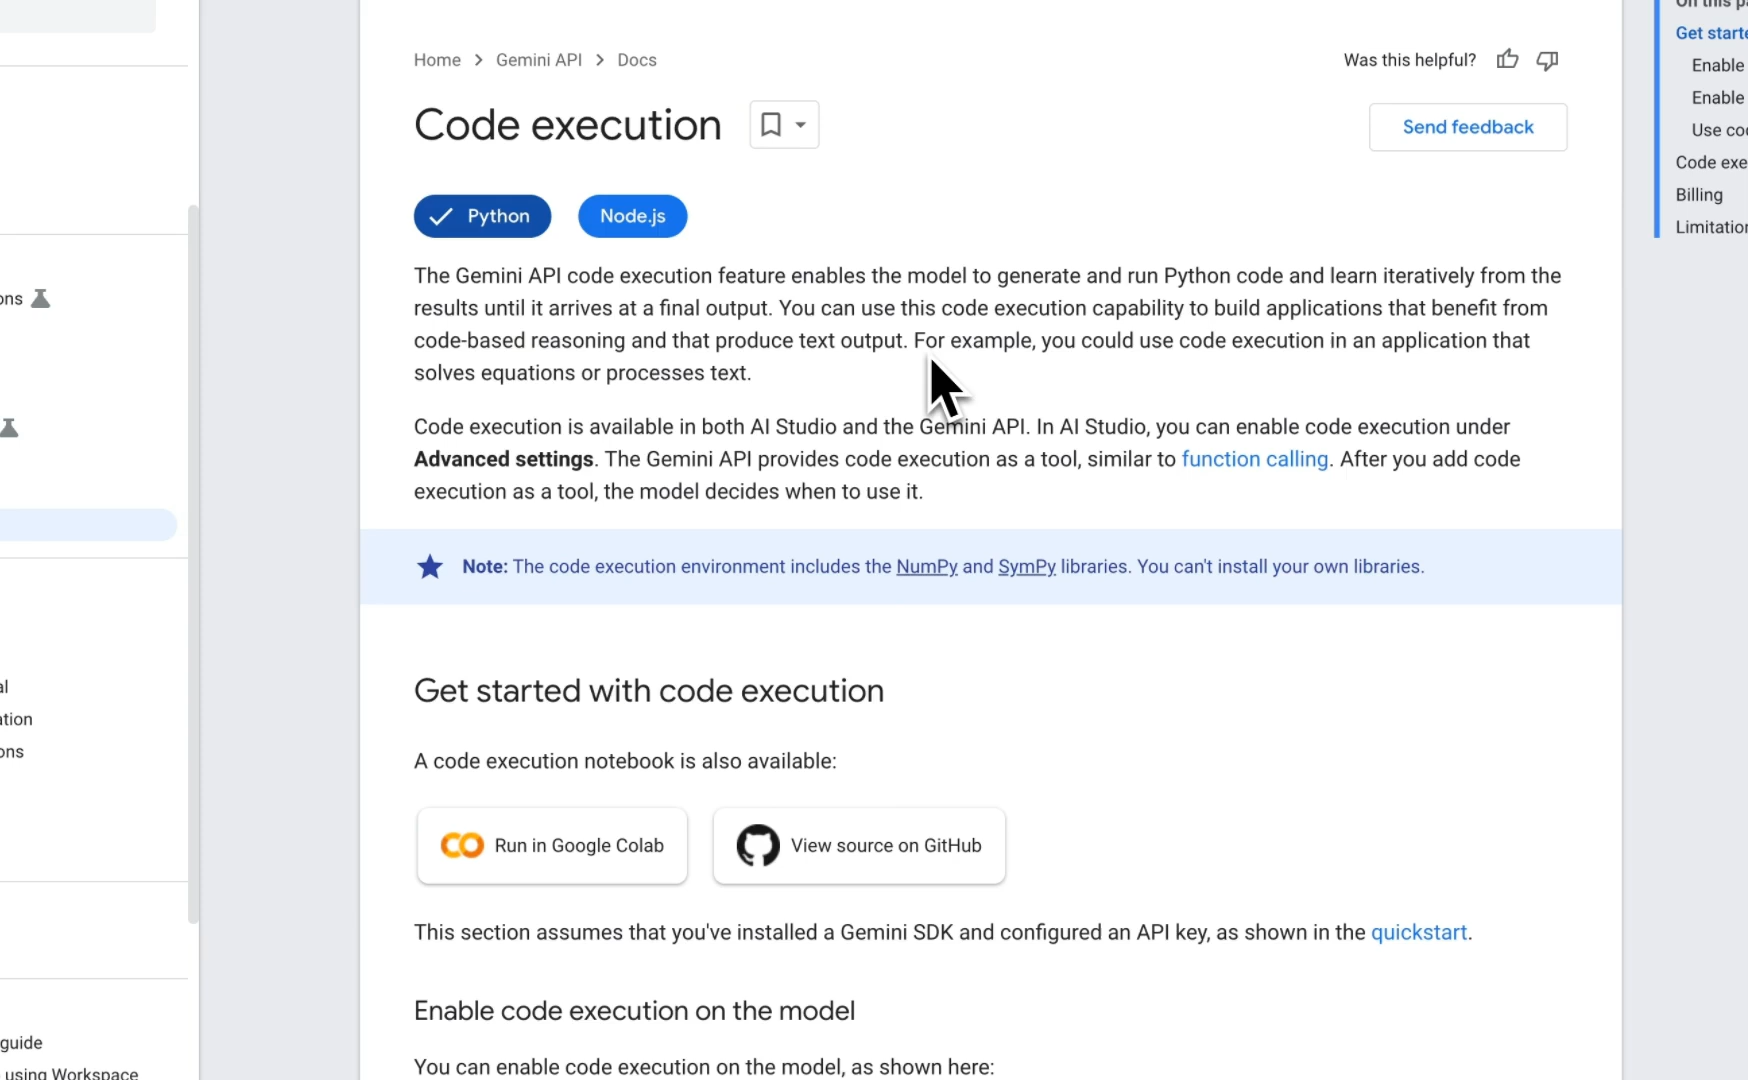 Home > Gemini API > Docs
Was this helpful?
Code execution
Send feedback
Python
Node.js
The Gemini API code execution feature enables the model to generate and run Python code and learn iteratively from the
results until it arrives at a final output. You can use this code execution capability to build applications that benefit from
code-based reasoning and that produce text output. For example, you could use code execution in an application that
solves equations or processes text.
Code execution is available in both AI Studio and the Gemini API. In AI Studio, you can enable code execution under
Advanced settings. The Gemini API provides code execution as a tool, similar to function calling. After you add code
execution as a tool, the model decides when to use it.
Note: The code execution environment includes the NumPy and SymPy libraries. You can't install your own libraries.
Get started with code execution
A code execution notebook is also available:
Run in Google Colab
View source on GitHub
This section assumes that you've installed a Gemini SDK and configured an API key, as shown in the quickstart.
Enable code execution on the model
You can enable code execution on the model, as shown here:
ons
al
ation
ons
guide
using Workspace
On this pa
Get starte
Enable
Enable
Use coc
Code exe
Billing
Limitation